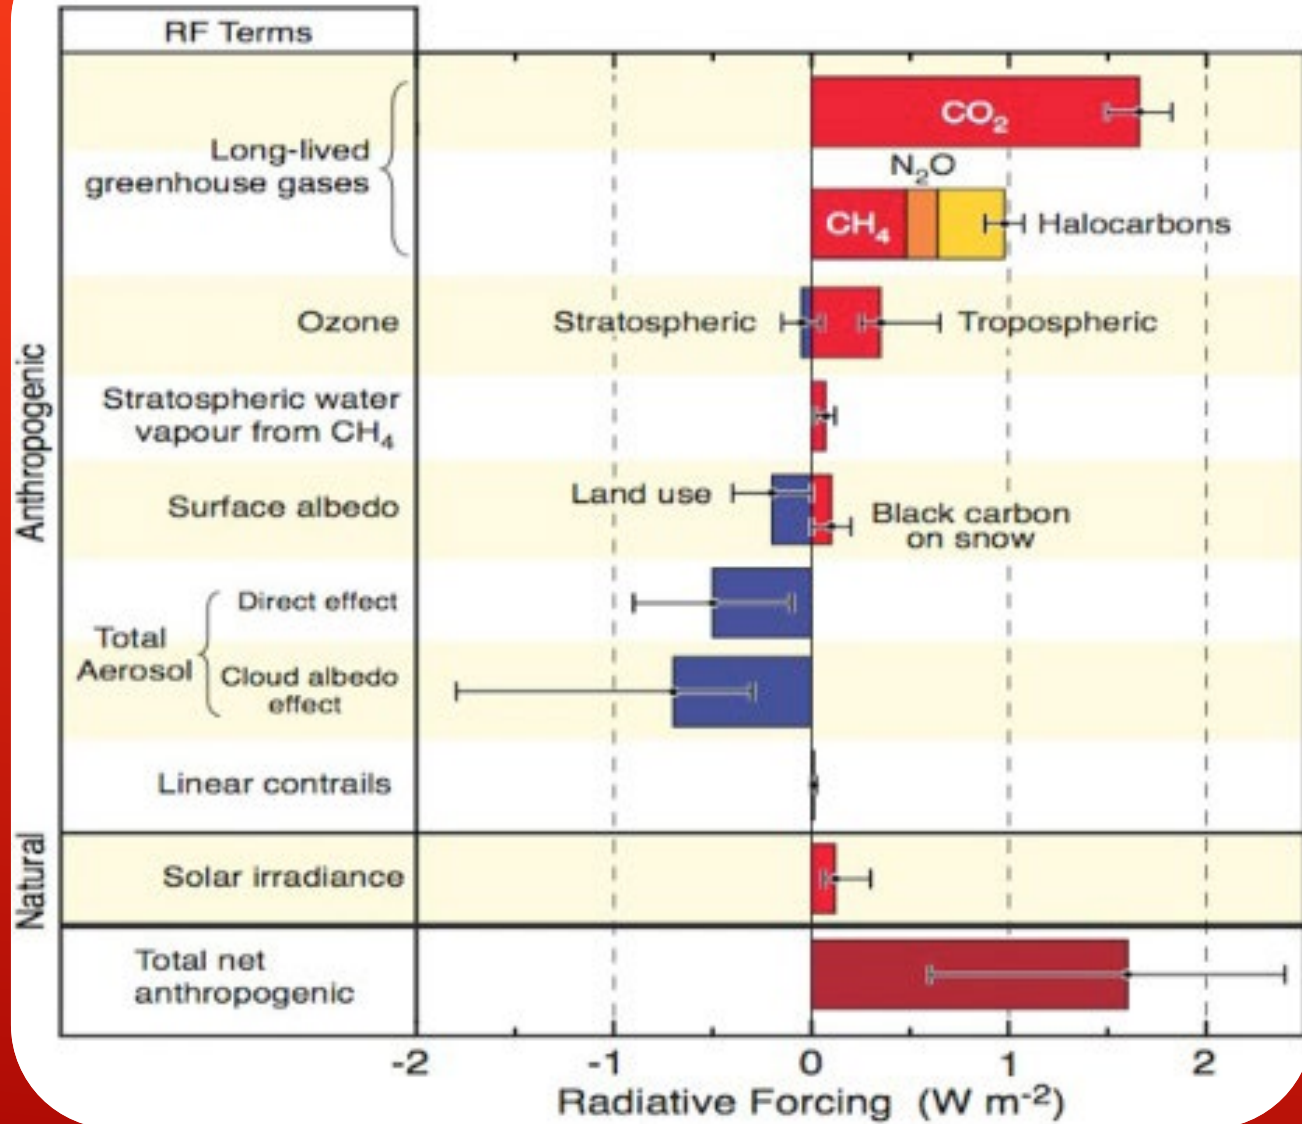 RF Terms
CO₂
Long-lived
greenhouse gases
N₂O
CH₄
Halocarbons
Ozone
Stratospheric
Tropospheric
Anthropogenic
Stratospheric water
vapour from CH₄
Surface albedo
Land use
Black carbon
on snow
Total
Aerosol
Direct effect
Cloud albedo
effect
Linear contrails
Natural
Solar irradiance
Total net
anthropogenic
-2 -1 0 1 2
Radiative Forcing (W m⁻²)